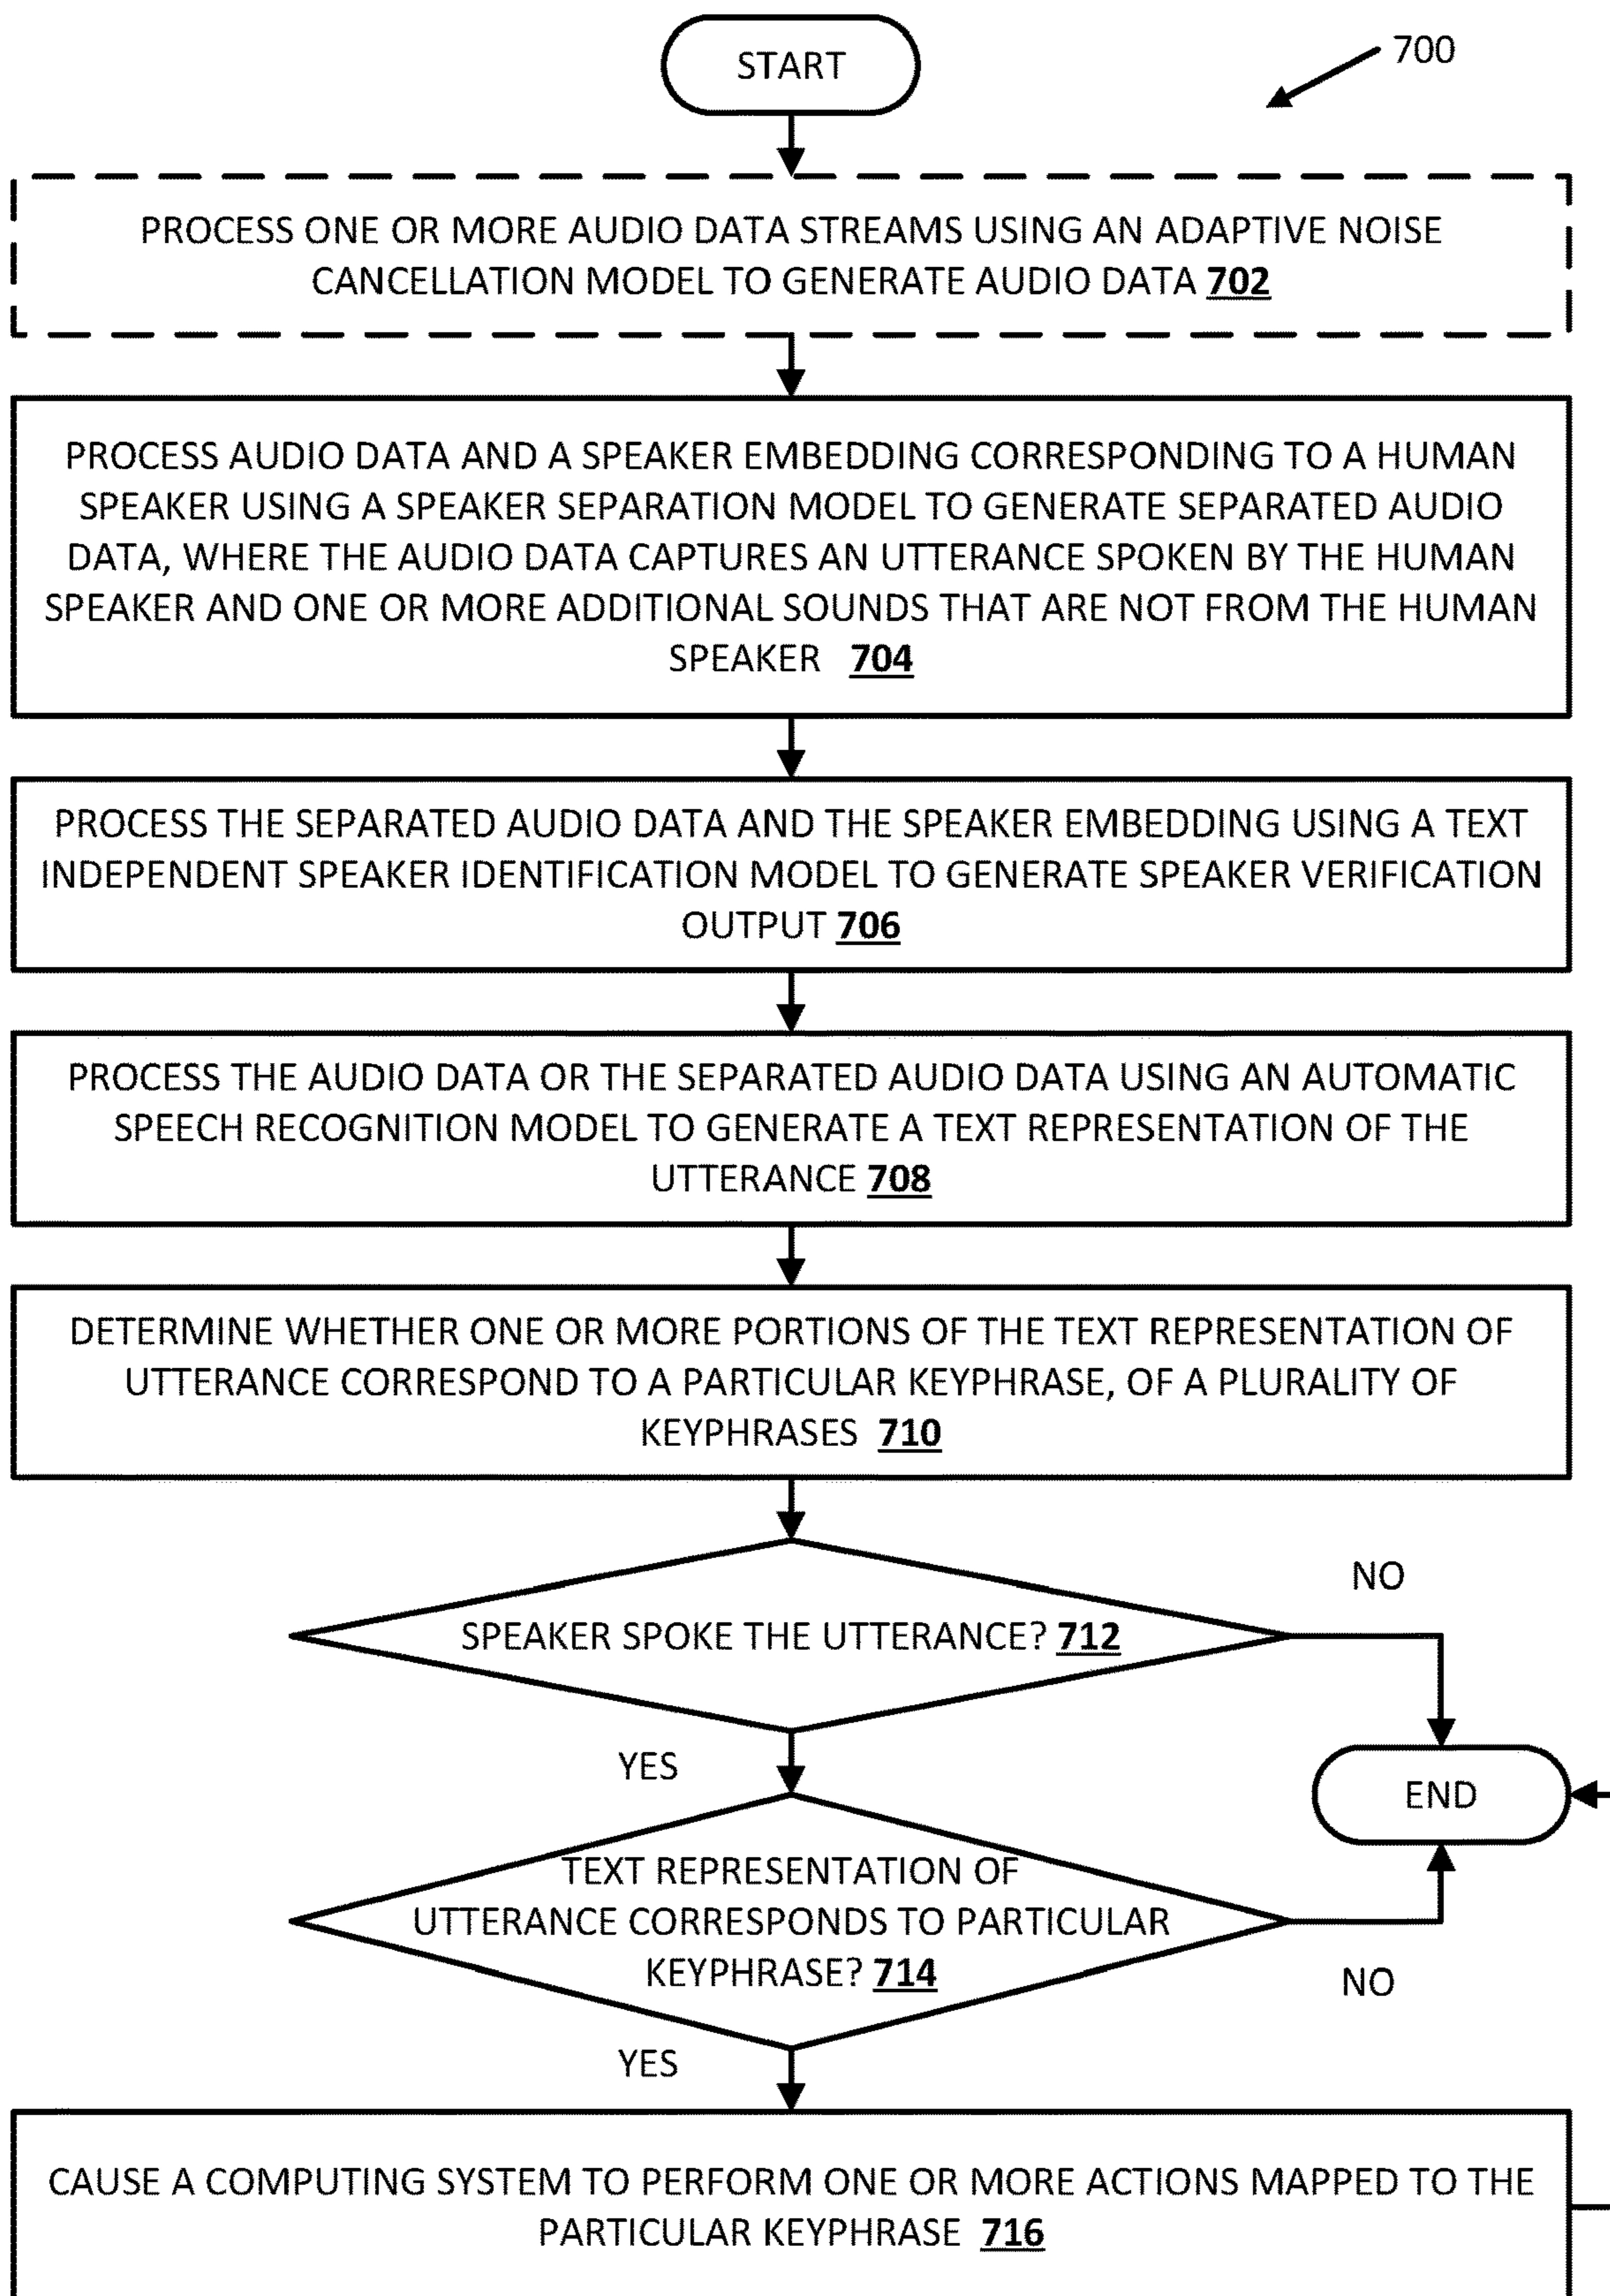 START
700
PROCESS ONE OR MORE AUDIO DATA STREAMS USING AN ADAPTIVE NOISE
CANCELLATION MODEL TO GENERATE AUDIO DATA 702
PROCESS AUDIO DATA AND A SPEAKER EMBEDDING CORRESPONDING TO A HUMAN
SPEAKER USING A SPEAKER SEPARATION MODEL TO GENERATE SEPARATED AUDIO
DATA, WHERE THE AUDIO DATA CAPTURES AN UTTERANCE SPOKEN BY THE HUMAN
SPEAKER AND ONE OR MORE ADDITIONAL SOUNDS THAT ARE NOT FROM THE HUMAN
SPEAKER 704
PROCESS THE SEPARATED AUDIO DATA AND THE SPEAKER EMBEDDING USING A TEXT
INDEPENDENT SPEAKER IDENTIFICATION MODEL TO GENERATE SPEAKER VERIFICATION
OUTPUT 706
PROCESS THE AUDIO DATA OR THE SEPARATED AUDIO DATA USING AN AUTOMATIC
SPEECH RECOGNITION MODEL TO GENERATE A TEXT REPRESENTATION OF THE
UTTERANCE 708
DETERMINE WHETHER ONE OR MORE PORTIONS OF THE TEXT REPRESENTATION OF
UTTERANCE CORRESPOND TO A PARTICULAR KEYPHRASE, OF A PLURALITY OF
KEYPHRASES 710
NO
SPEAKER SPOKE THE UTTERANCE? 712
YES
END
TEXT REPRESENTATION OF
UTTERANCE CORRESPONDS TO PARTICULAR
KEYPHRASE? 714
NO
YES
CAUSE A COMPUTING SYSTEM TO PERFORM ONE OR MORE ACTIONS MAPPED TO THE
PARTICULAR KEYPHRASE 716